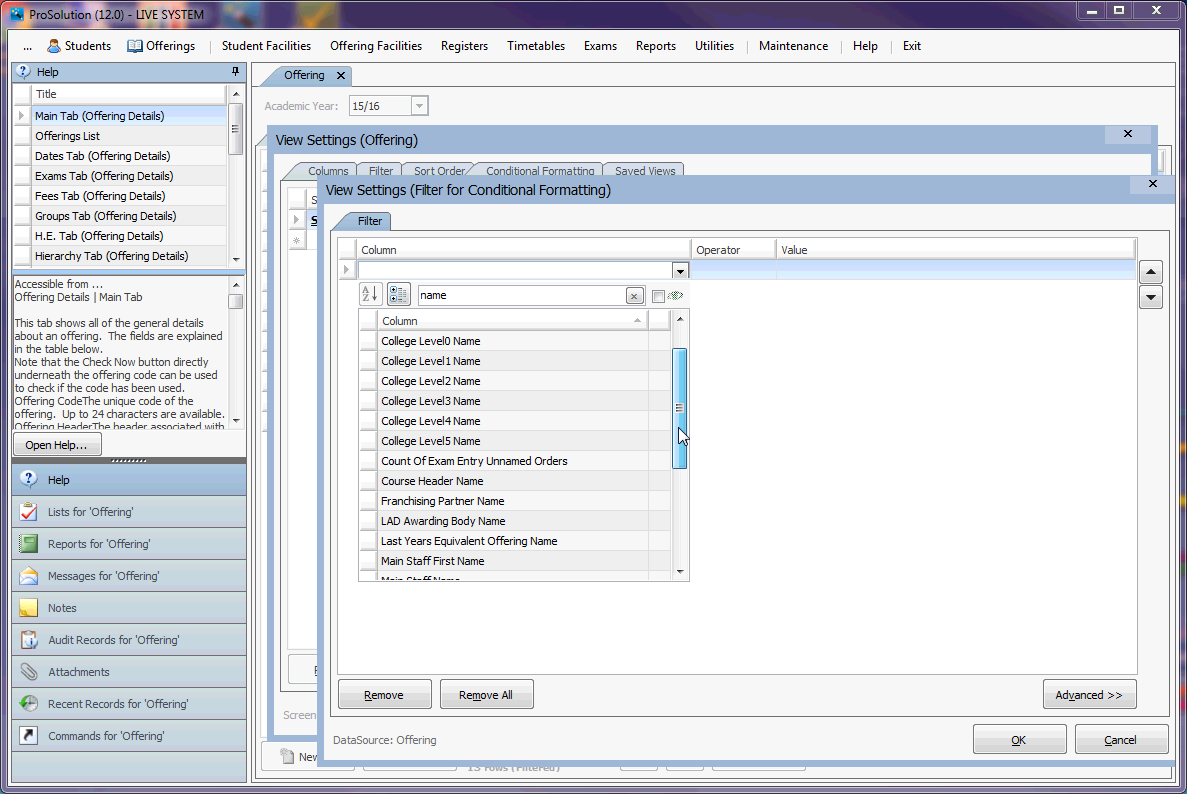 ProSolution (12.0) - LIVE SYSTEM
... Students Offerings Student Facilities Offering Facilities Registers Timetables Exams Reports Utilities Maintenance Help Exit
Help
Title
Main Tab (Offering Details)
Offerings List
Dates Tab (Offering Details)
Exams Tab (Offering Details)
Fees Tab (Offering Details)
Groups Tab (Offering Details)
H.E. Tab (Offering Details)
Hierarchy Tab (Offering Details)
Accessible from ...
Offering Details | Main Tab
This tab shows all of the general details
about an offering. The fields are explained
in the table below.
Note that the Check Now button directly
underneath the offering code can be used
to check if the code has been used.
Offering CodeThe unique code of the
offering. Up to 24 characters are available.
Offering HeaderThe header associated with
Open Help...
Help
Lists for 'Offering'
Reports for 'Offering'
Messages for 'Offering'
Notes
Audit Records for 'Offering'
Attachments
Recent Records for 'Offering'
Commands for 'Offering'
Offering
Academic Year: 15/16
View Settings (Offering)
Columns Filter Sort Order Conditional Formatting Saved Views
S
S
Screen
New
13 rows (Filtered)
View Settings (Filter for Conditional Formatting)
Filter
Column Operator Value
name
Column
College Level0 Name
College Level1 Name
College Level2 Name
College Level3 Name
College Level4 Name
College Level5 Name
Count Of Exam Entry Unnamed Orders
Course Header Name
Franchising Partner Name
LAD Awarding Body Name
Last Years Equivalent Offering Name
Main Staff First Name
Main Staff Name
Remove Remove All Advanced >>
DataSource: Offering
OK Cancel